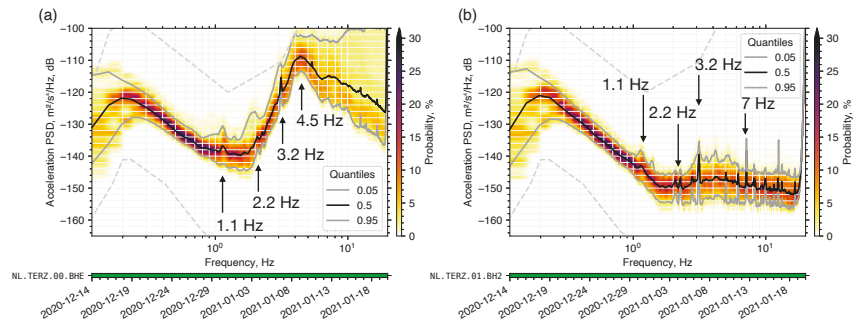 (a)
−100
−110
−120
−130
−140
−150
−160
Acceleration PSD, m²/s⁴/Hz, dB
4.5 Hz
3.2 Hz
2.2 Hz
1.1 Hz
Quantiles
0.05
0.5
0.95
10⁰
10¹
Frequency, Hz
30
25
20
15
10
5
0
Probability, %
NL.TERZ.00.BHE
2020-12-14
2020-12-19
2020-12-24
2020-12-29
2021-01-03
2021-01-08
2021-01-13
2021-01-18
(b)
−100
−110
−120
−130
−140
−150
−160
Acceleration PSD, m²/s⁴/Hz, dB
Quantiles
0.05
0.5
0.95
3.2 Hz
1.1 Hz
2.2 Hz
7 Hz
10⁰
10¹
Frequency, Hz
30
25
20
15
10
5
0
Probability, %
NL.TERZ.01.BH2
2020-12-14
2020-12-19
2020-12-24
2020-12-29
2021-01-03
2021-01-08
2021-01-13
2021-01-18